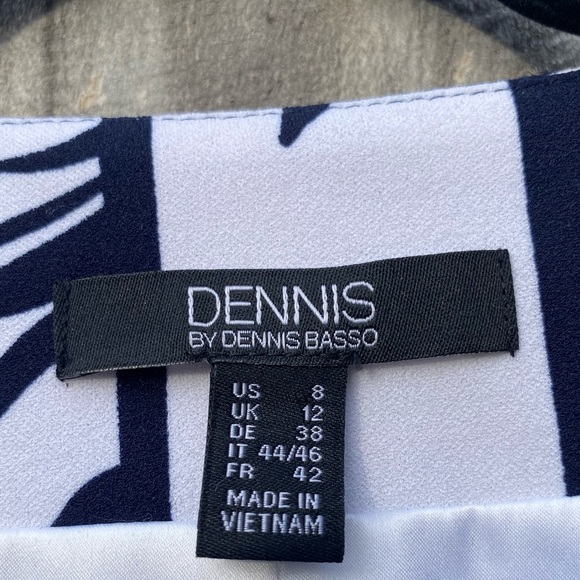 DENNIS
BY DENNIS BASSO
US 8
UK 12
DE 38
IT 44/46
FR 42
MADE IN
VIETNAM